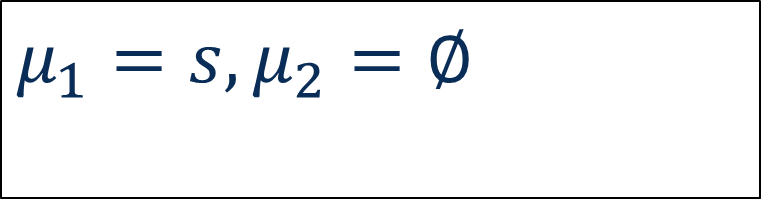 μ₁ = s, μ₂ = ∅